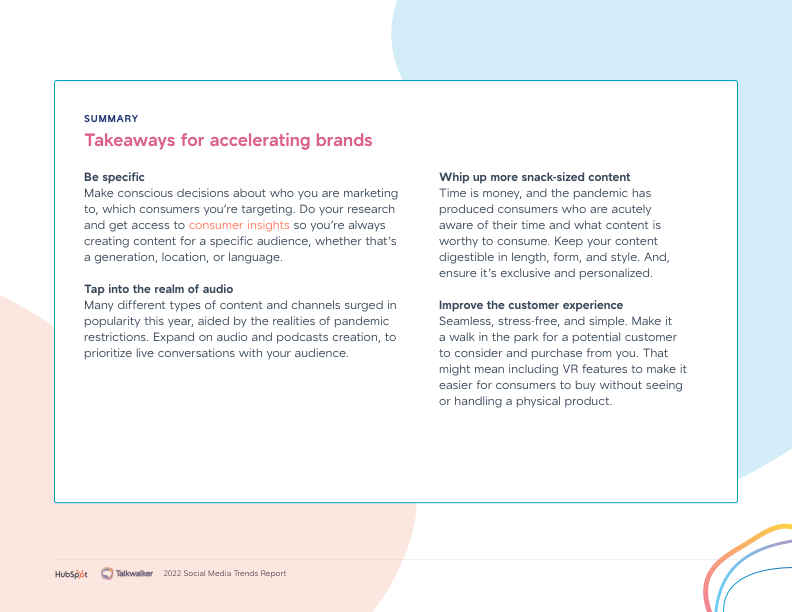 SUMMARY
Takeaways for accelerating brands
Be specific
Make conscious decisions about who you are marketing
to, which consumers you're targeting. Do your research
and get access to consumer insights so you're always
creating content for a specific audience, whether that's
a generation, location, or language.
Tap into the realm of audio
Many different types of content and channels surged in
popularity this year, aided by the realities of pandemic
restrictions. Expand on audio and podcasts creation, to
prioritize live conversations with your audience.
Whip up more snack-sized content
Time is money, and the pandemic has
produced consumers who are acutely
aware of their time and what content is
worthy to consume. Keep your content
digestible in length, form, and style. And,
ensure it's exclusive and personalized.
Improve the customer experience
Seamless, stress-free, and simple. Make it
a walk in the park for a potential customer
to consider and purchase from you. That
might mean including VR features to make it
easier for consumers to buy without seeing
or handling a physical product.
HubSpot Talkwalker 2022 Social Media Trends Report